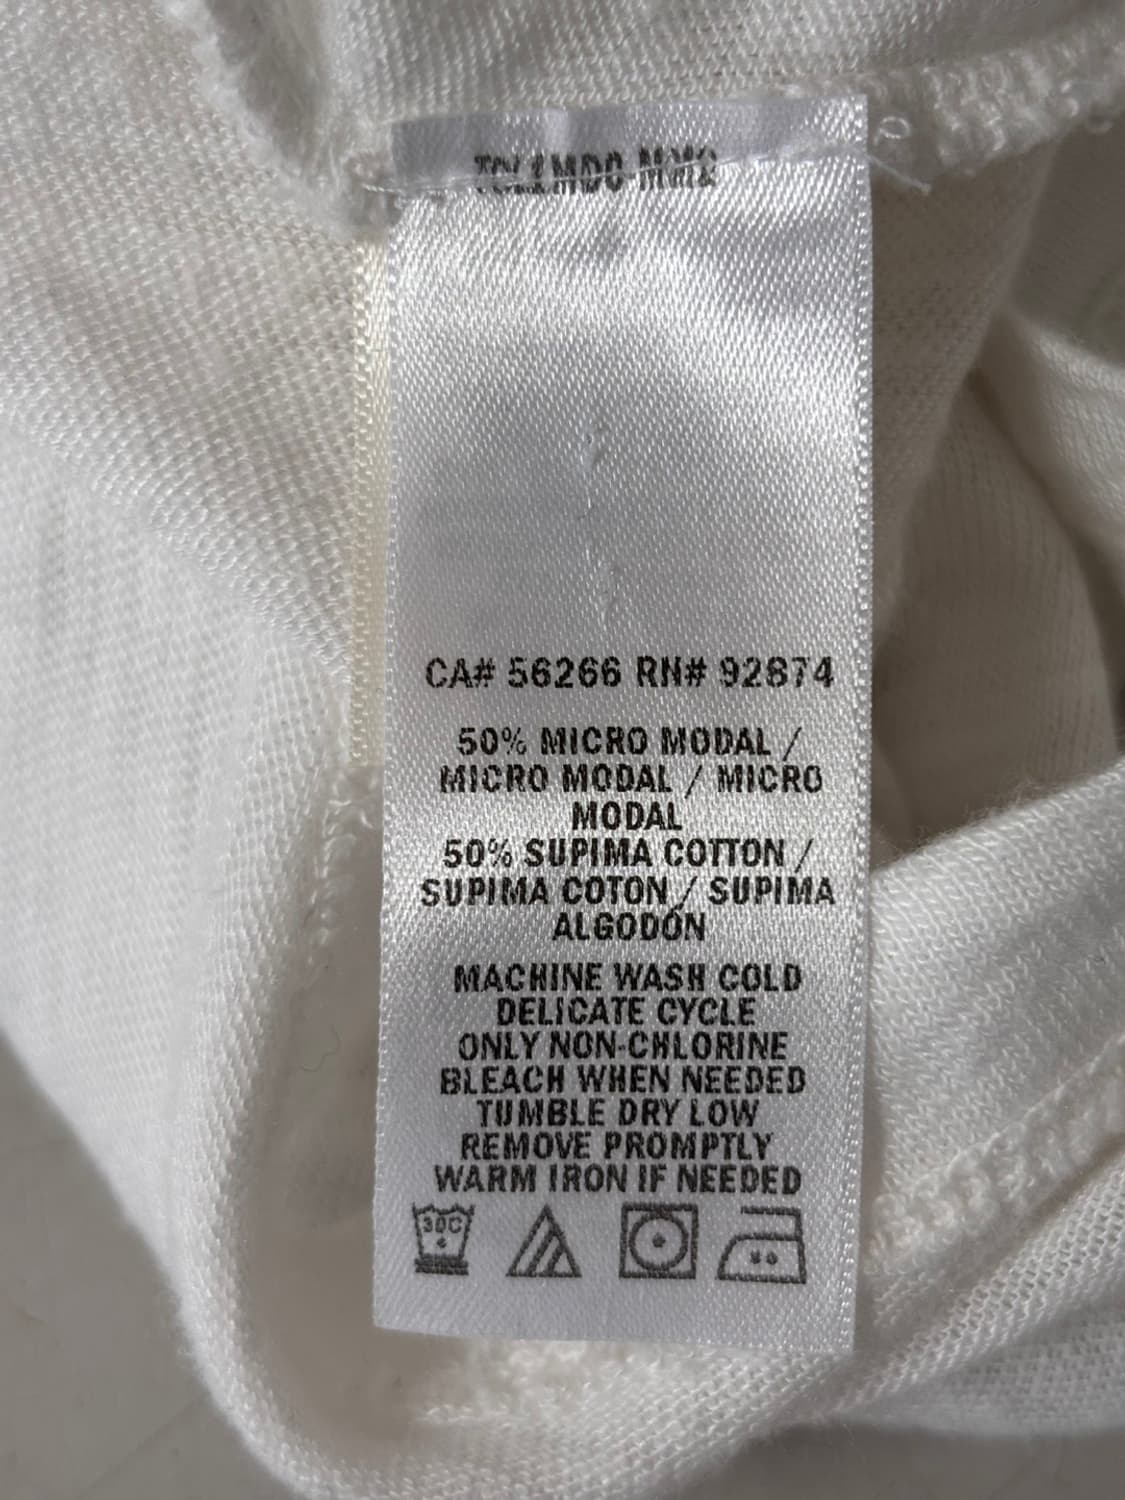 CA# 56266 RN# 92874
50% MICRO MODAL /
MICRO MODAL / MICRO
MODAL
50% SUPIMA COTTON /
SUPIMA COTON / SUPIMA
ALGODÓN
MACHINE WASH COLD
DELICATE CYCLE
ONLY NON-CHLORINE
BLEACH WHEN NEEDED
TUMBLE DRY LOW
REMOVE PROMPTLY
WARM IRON IF NEEDED
30C